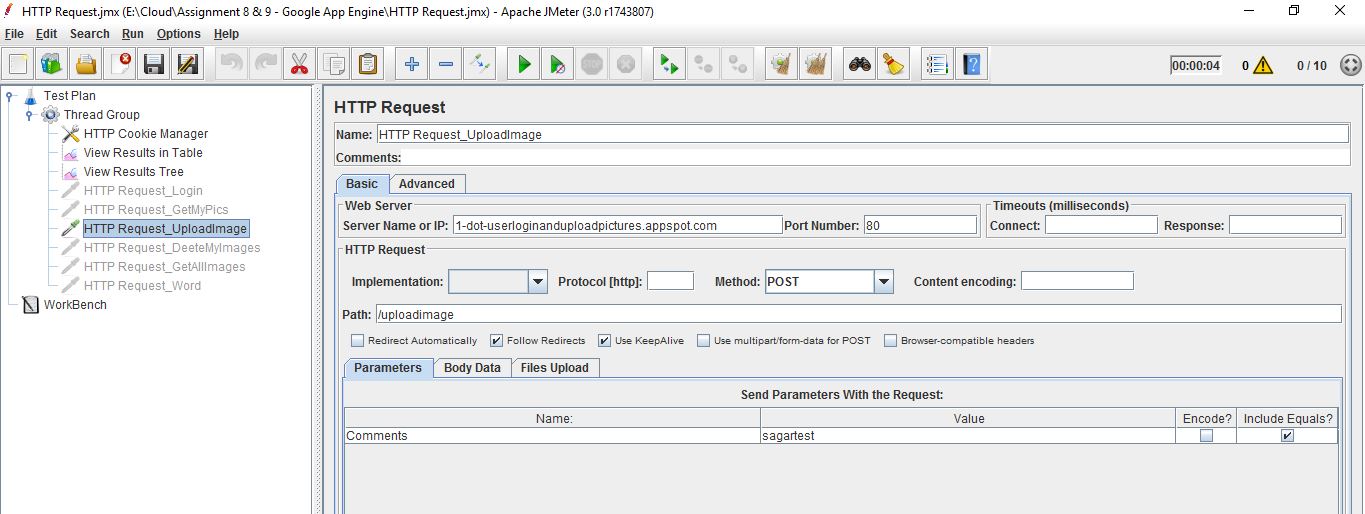 HTTP Request.jmx (E:\Cloud\Assignment 8 & 9 - Google App Engine\HTTP Request.jmx) - Apache JMeter (3.0 r1743807)
File Edit Search Run Options Help
00:00:04 0 0 / 10
Test Plan
Thread Group
HTTP Cookie Manager
View Results in Table
View Results Tree
HTTP Request_Login
HTTP Request_GetMyPics
HTTP Request_UploadImage
HTTP Request_DeeteMyImages
HTTP Request_GetAllImages
HTTP Request_Word
WorkBench
HTTP Request
Name: HTTP Request_UploadImage
Comments:
Basic Advanced
Web Server Timeouts (milliseconds)
Server Name or IP: 1-dot-userloginanduploadpictures.appspot.com Port Number: 80 Connect: Response:
HTTP Request
Implementation: Protocol [http]: Method: POST Content encoding:
Path: /uploadimage
Redirect Automatically Follow Redirects Use KeepAlive Use multipart/form-data for POST Browser-compatible headers
Parameters Body Data Files Upload
Send Parameters With the Request:
Name: Value Encode? Include Equals?
Comments sagartest